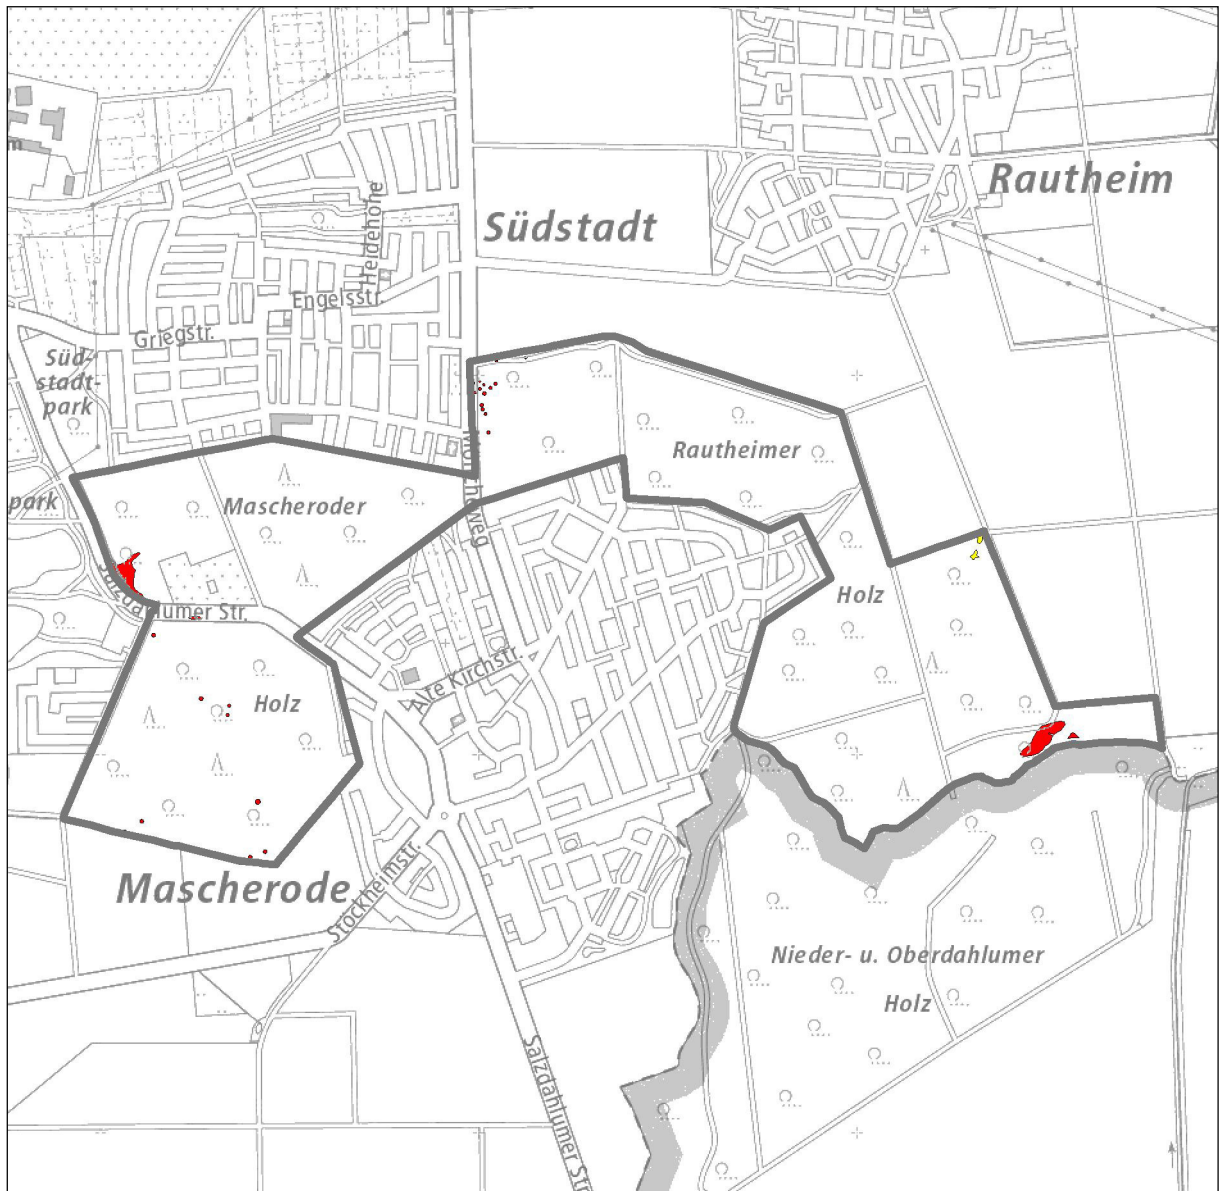 m
Rautheim
Südstadt
Heidehöhe
Engelsstr.
Griegstr.
Süd-
stadt-
park
Rautheimer
park
Mascheroder
Salzdahlumer Str.
Holz
Alte Kirchstr.
Holz
Mascherode
Stöckheimstr.
Nieder- u. Oberdahlumer
Holz
Salzdahlumer Str.